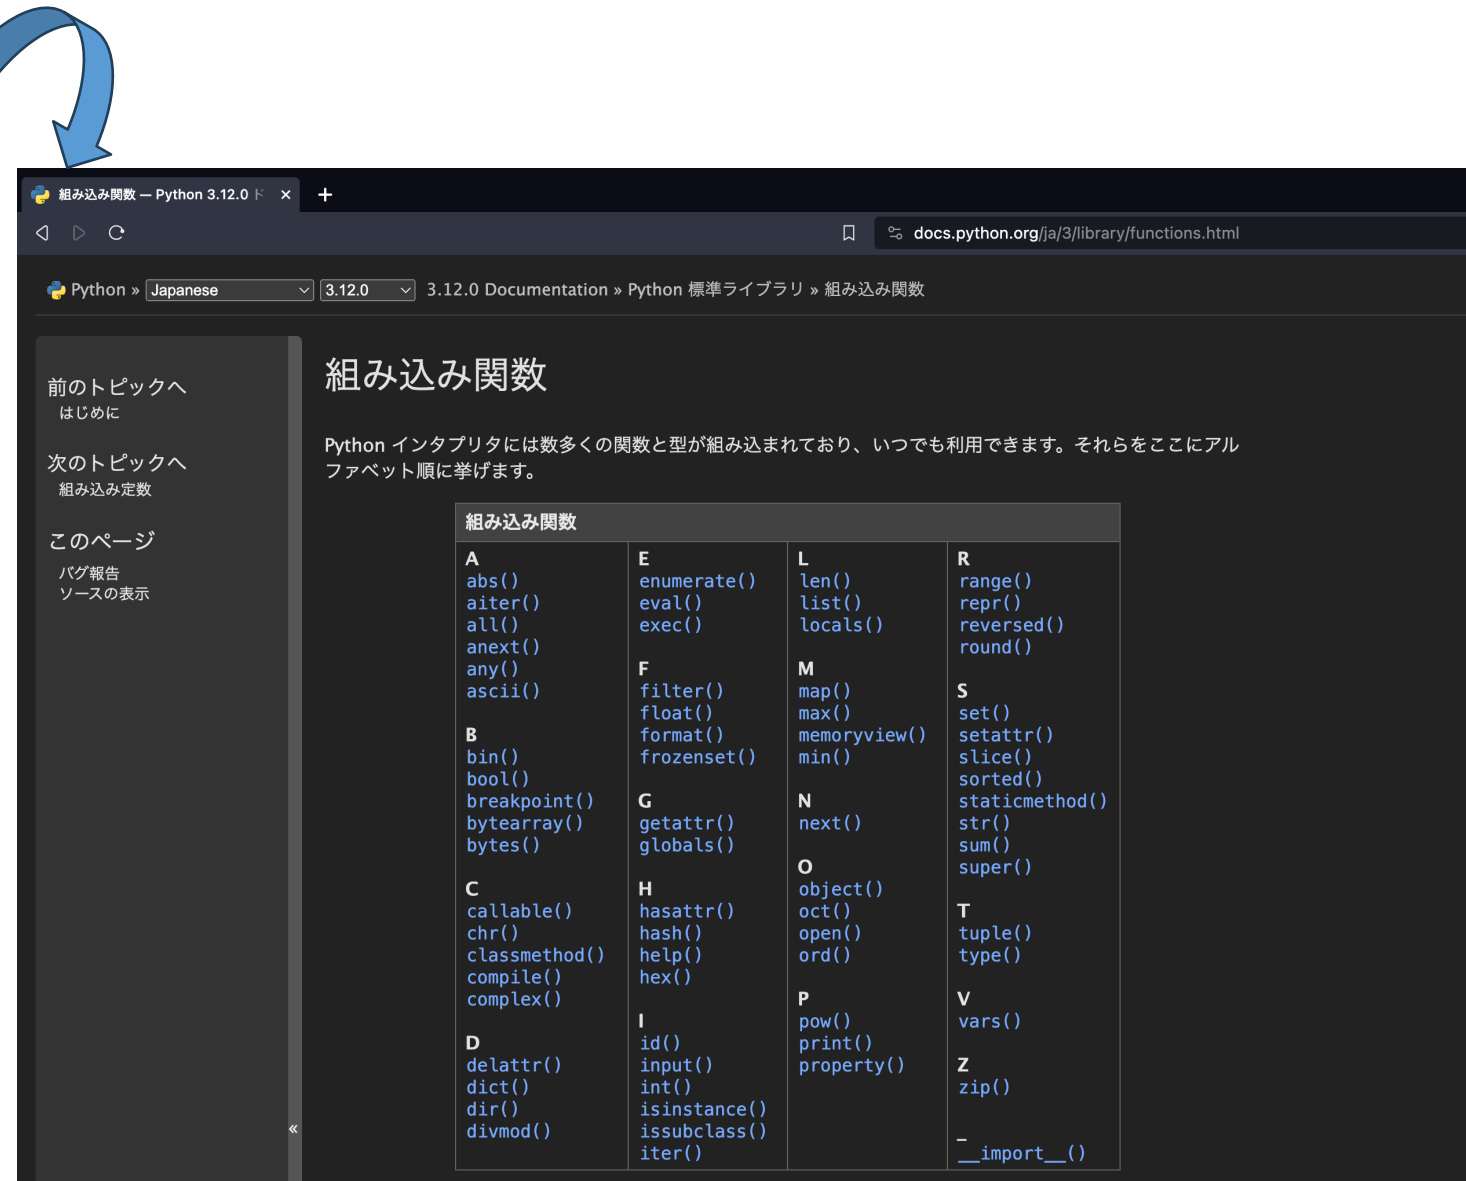 組み込み関数 — Python 3.12.0 ド
docs.python.org/ja/3/library/functions.html
Python » Japanese 3.12.0 3.12.0 Documentation » Python 標準ライブラリ » 組み込み関数
前のトピックへ
はじめに
次のトピックへ
組み込み定数
このページ
バグ報告
ソースの表示
«
組み込み関数
Python インタプリタには数多くの関数と型が組み込まれており、いつでも利用できます。それらをここにアル
ファベット順に挙げます。
組み込み関数
A
abs()
aiter()
all()
anext()
any()
ascii()
B
bin()
bool()
breakpoint()
bytearray()
bytes()
C
callable()
chr()
classmethod()
compile()
complex()
D
delattr()
dict()
dir()
divmod()
E
enumerate()
eval()
exec()
F
filter()
float()
format()
frozenset()
G
getattr()
globals()
H
hasattr()
hash()
help()
hex()
I
id()
input()
int()
isinstance()
issubclass()
iter()
L
len()
list()
locals()
M
map()
max()
memoryview()
min()
N
next()
O
object()
oct()
open()
ord()
P
pow()
print()
property()
R
range()
repr()
reversed()
round()
S
set()
setattr()
slice()
sorted()
staticmethod()
str()
sum()
super()
T
tuple()
type()
V
vars()
Z
zip()
_
__import__()